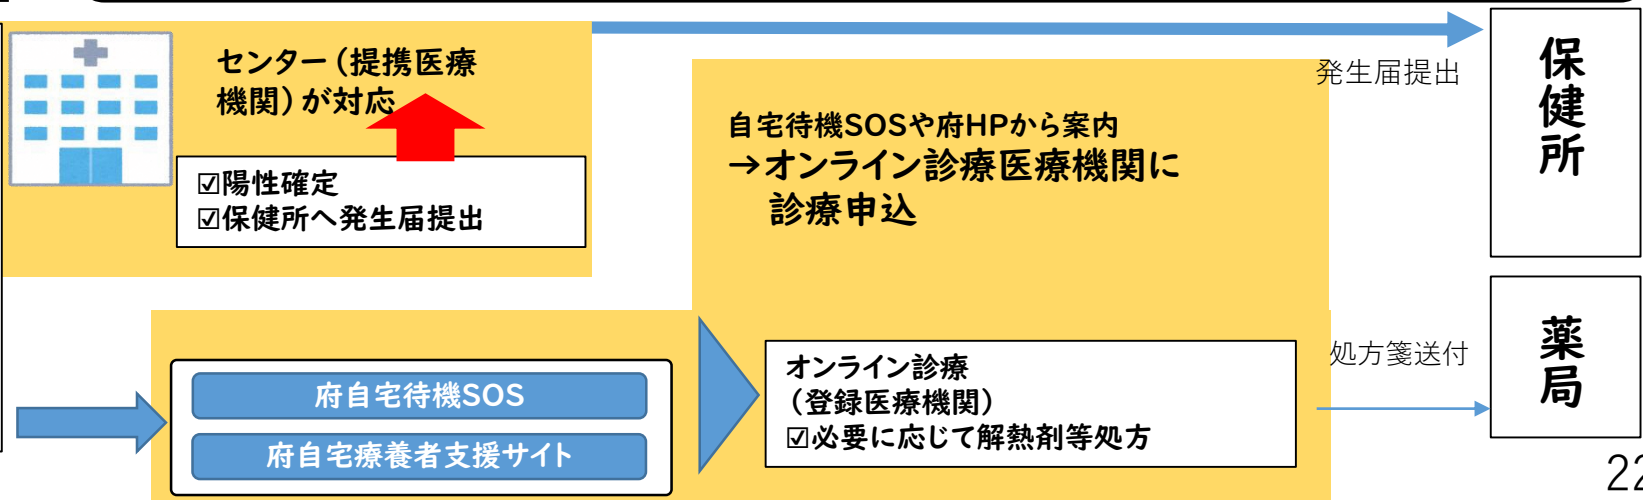 センター（提携医療
機関）が対応
☑陽性確定
☑保健所へ発生届提出
自宅待機SOSや府HPから案内
→オンライン診療医療機関に
診療申込
発生届提出
保健所
府自宅待機SOS
府自宅療養者支援サイト
オンライン診療
（登録医療機関）
☑必要に応じて解熱剤等処方
処方箋送付
薬局
22